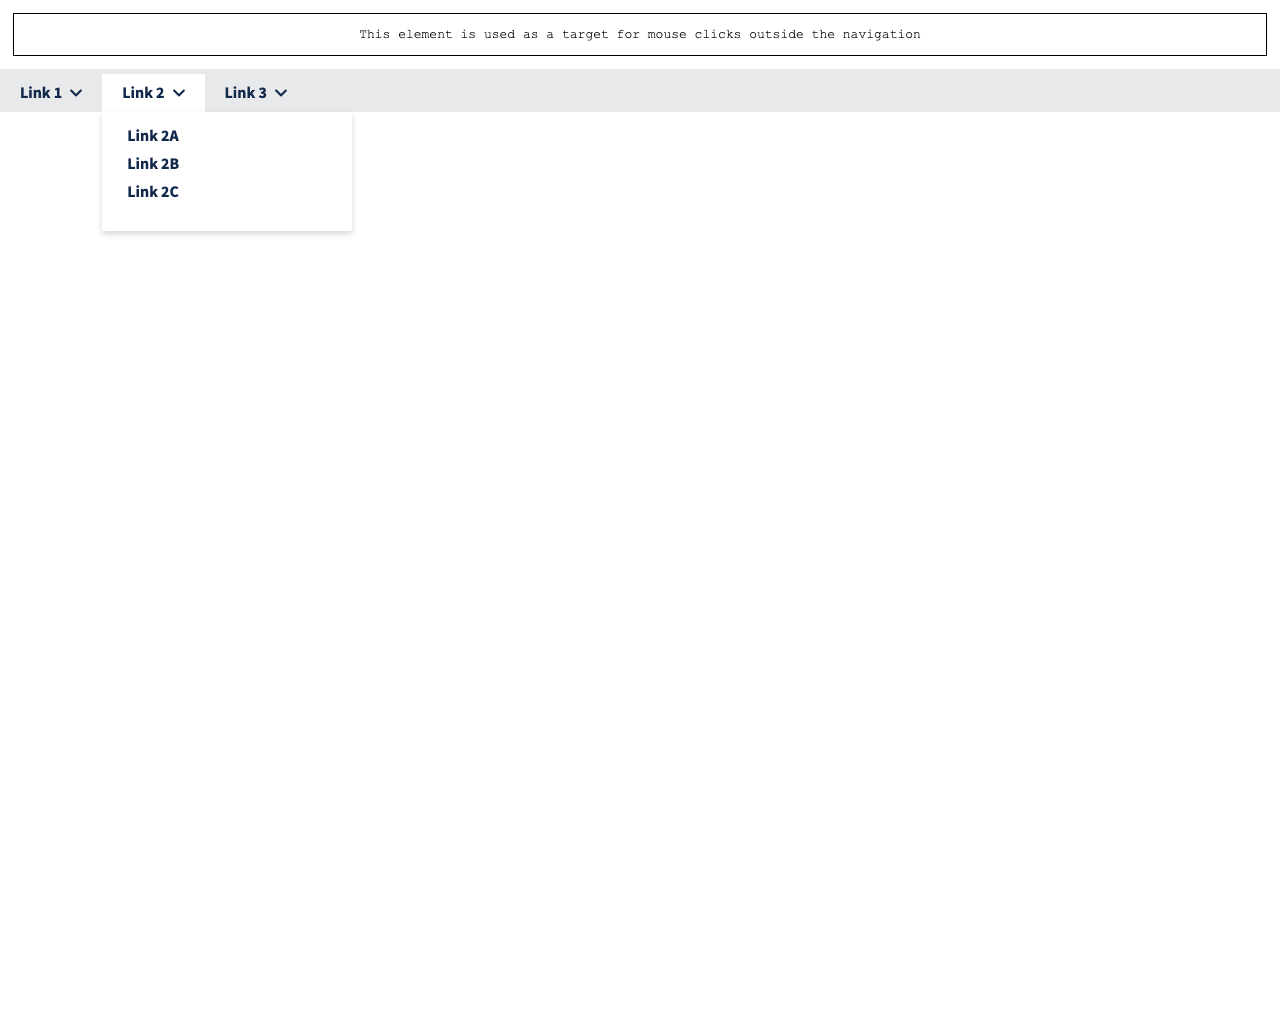 This element is used as a target for mouse clicks outside the navigation
Link 1 Link 2 Link 3
Link 2A
Link 2B
Link 2C